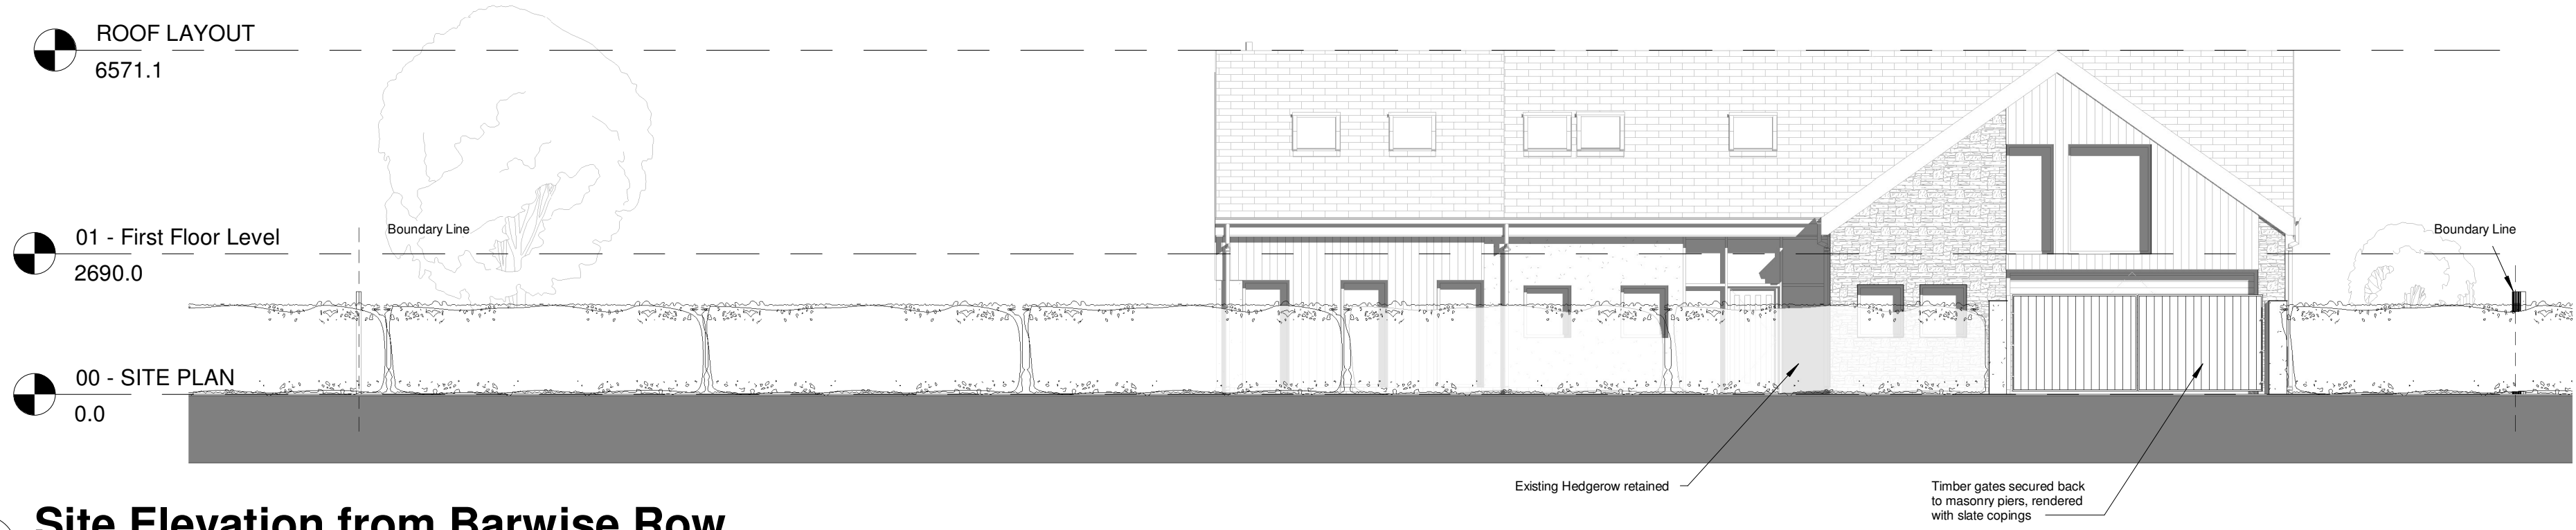 ROOF LAYOUT
6571.1
01 - First Floor Level
2690.0
00 - SITE PLAN
0.0
Boundary Line
Boundary Line
Existing Hedgerow retained
Timber gates secured back
to masonry piers, rendered
with slate copings
Site Elevation from Barwise Row